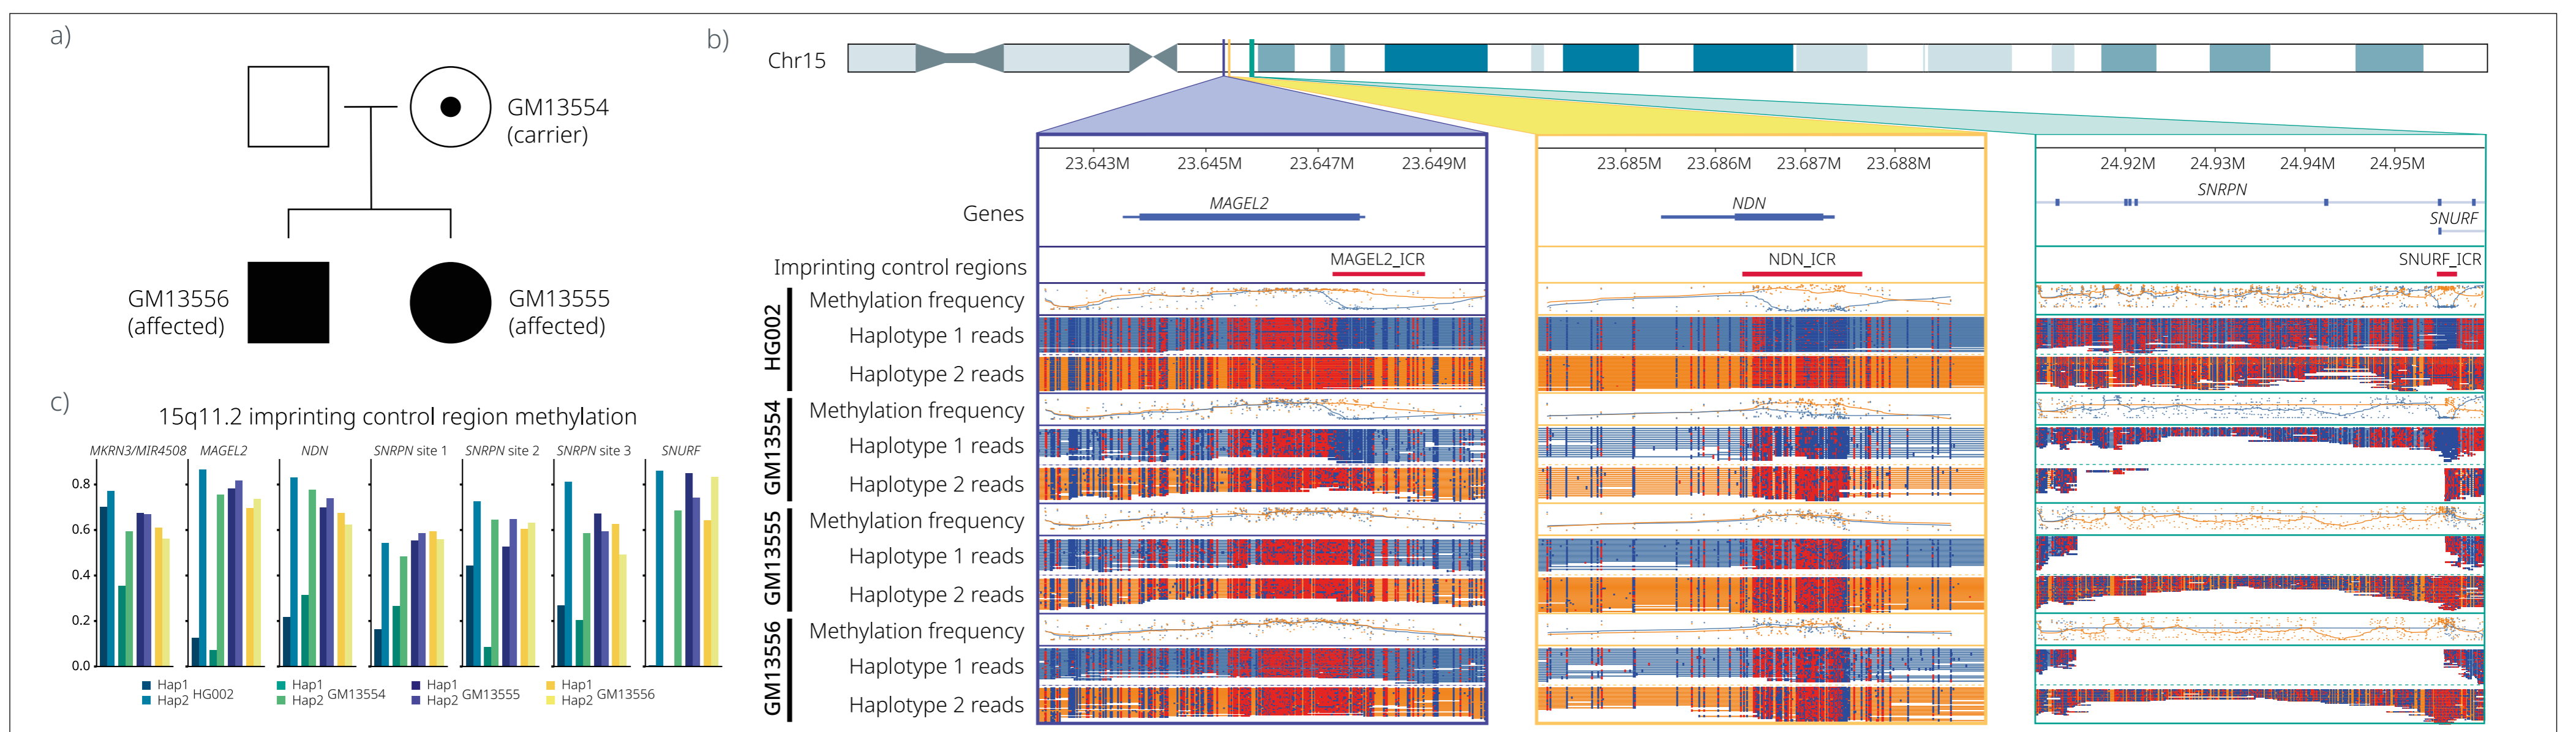 a)
GM13554
(carrier)
GM13556
(affected)
GM13555
(affected)
b)
Chr15
23.643M 23.645M 23.647M 23.649M
23.685M 23.686M 23.687M 23.688M
24.92M 24.93M 24.94M 24.95M
Genes
MAGEL2
NDN
SNRPN
SNURF
Imprinting control regions
MAGEL2_ICR
NDN_ICR
SNURF_ICR
HG002
Methylation frequency
Haplotype 1 reads
Haplotype 2 reads
GM13554
Methylation frequency
Haplotype 1 reads
Haplotype 2 reads
GM13555
Methylation frequency
Haplotype 1 reads
Haplotype 2 reads
GM13556
Methylation frequency
Haplotype 1 reads
Haplotype 2 reads
c)
15q11.2 imprinting control region methylation
MKRN3/MIR4508 MAGEL2 NDN SNRPN site 1 SNRPN site 2 SNRPN site 3 SNURF
0.8
0.6
0.4
0.2
0.0
Hap1
Hap2
HG002
Hap1
Hap2
GM13554
Hap1
Hap2
GM13555
Hap1
Hap2
GM13556